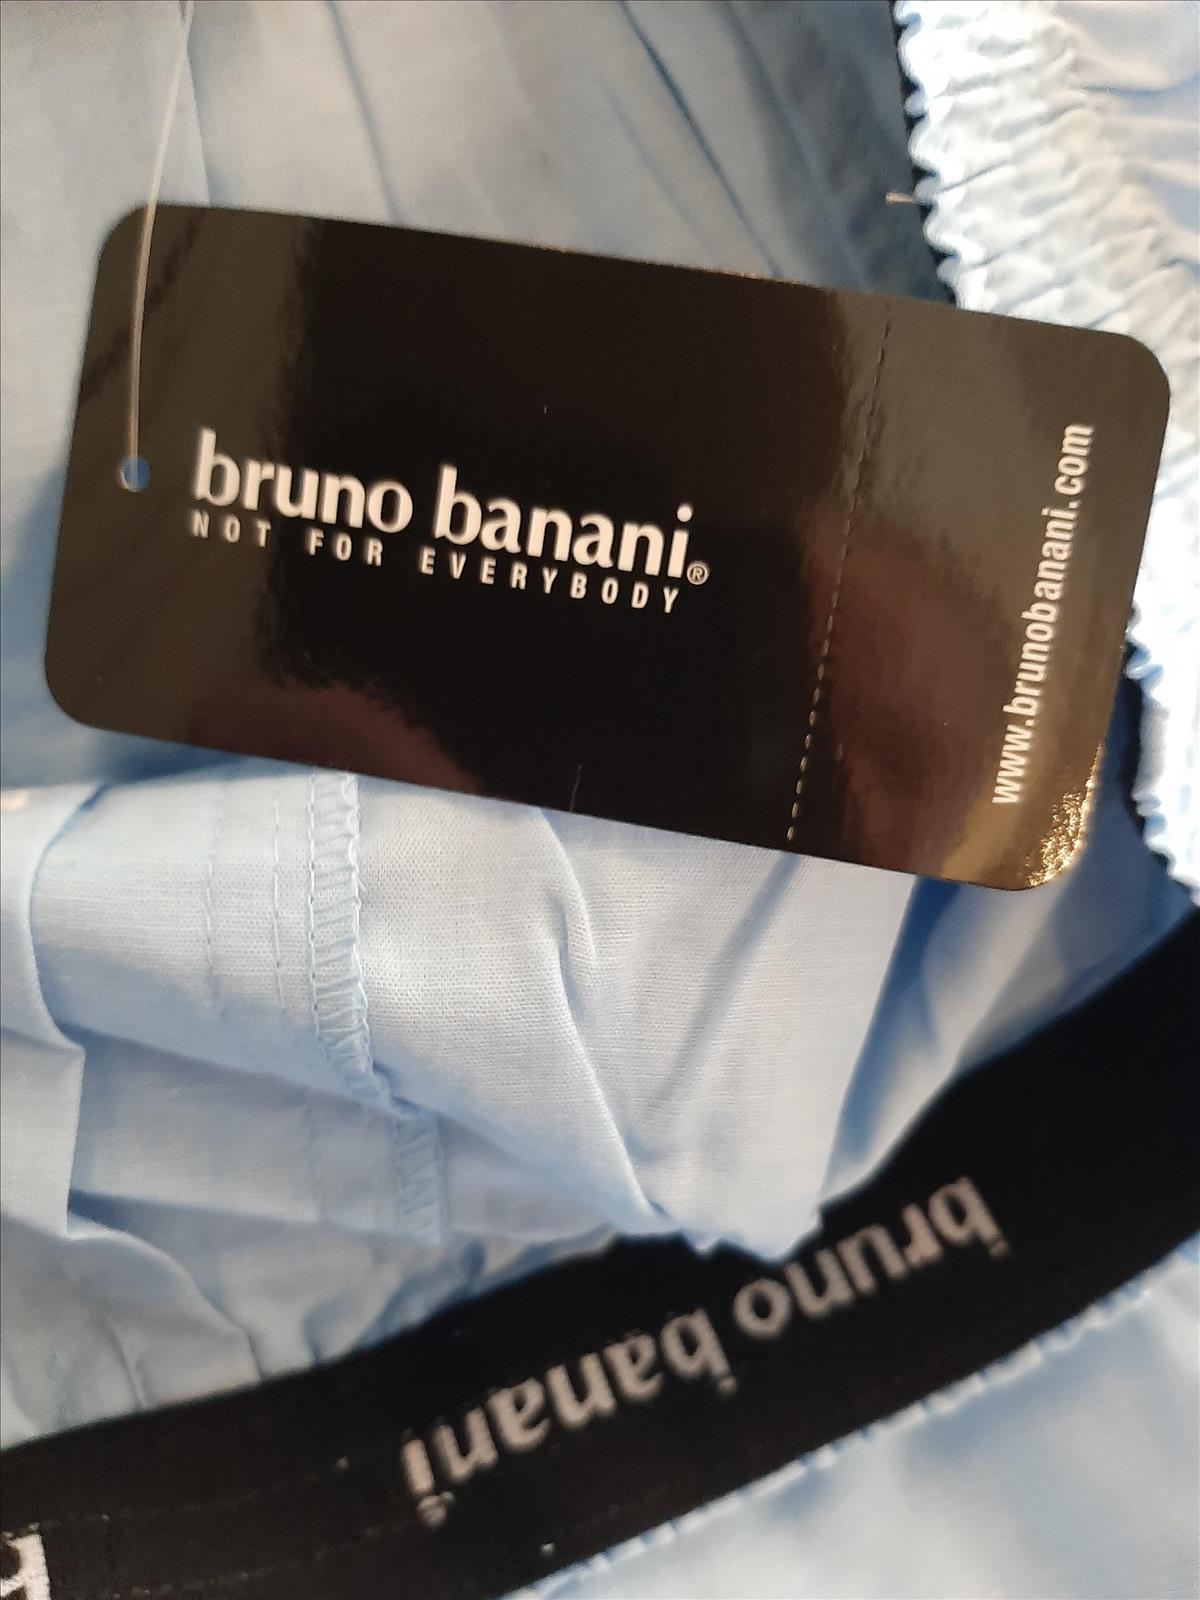 bruno banani®
NOT FOR EVERYBODY
www.brunobanani.com
bruno banani